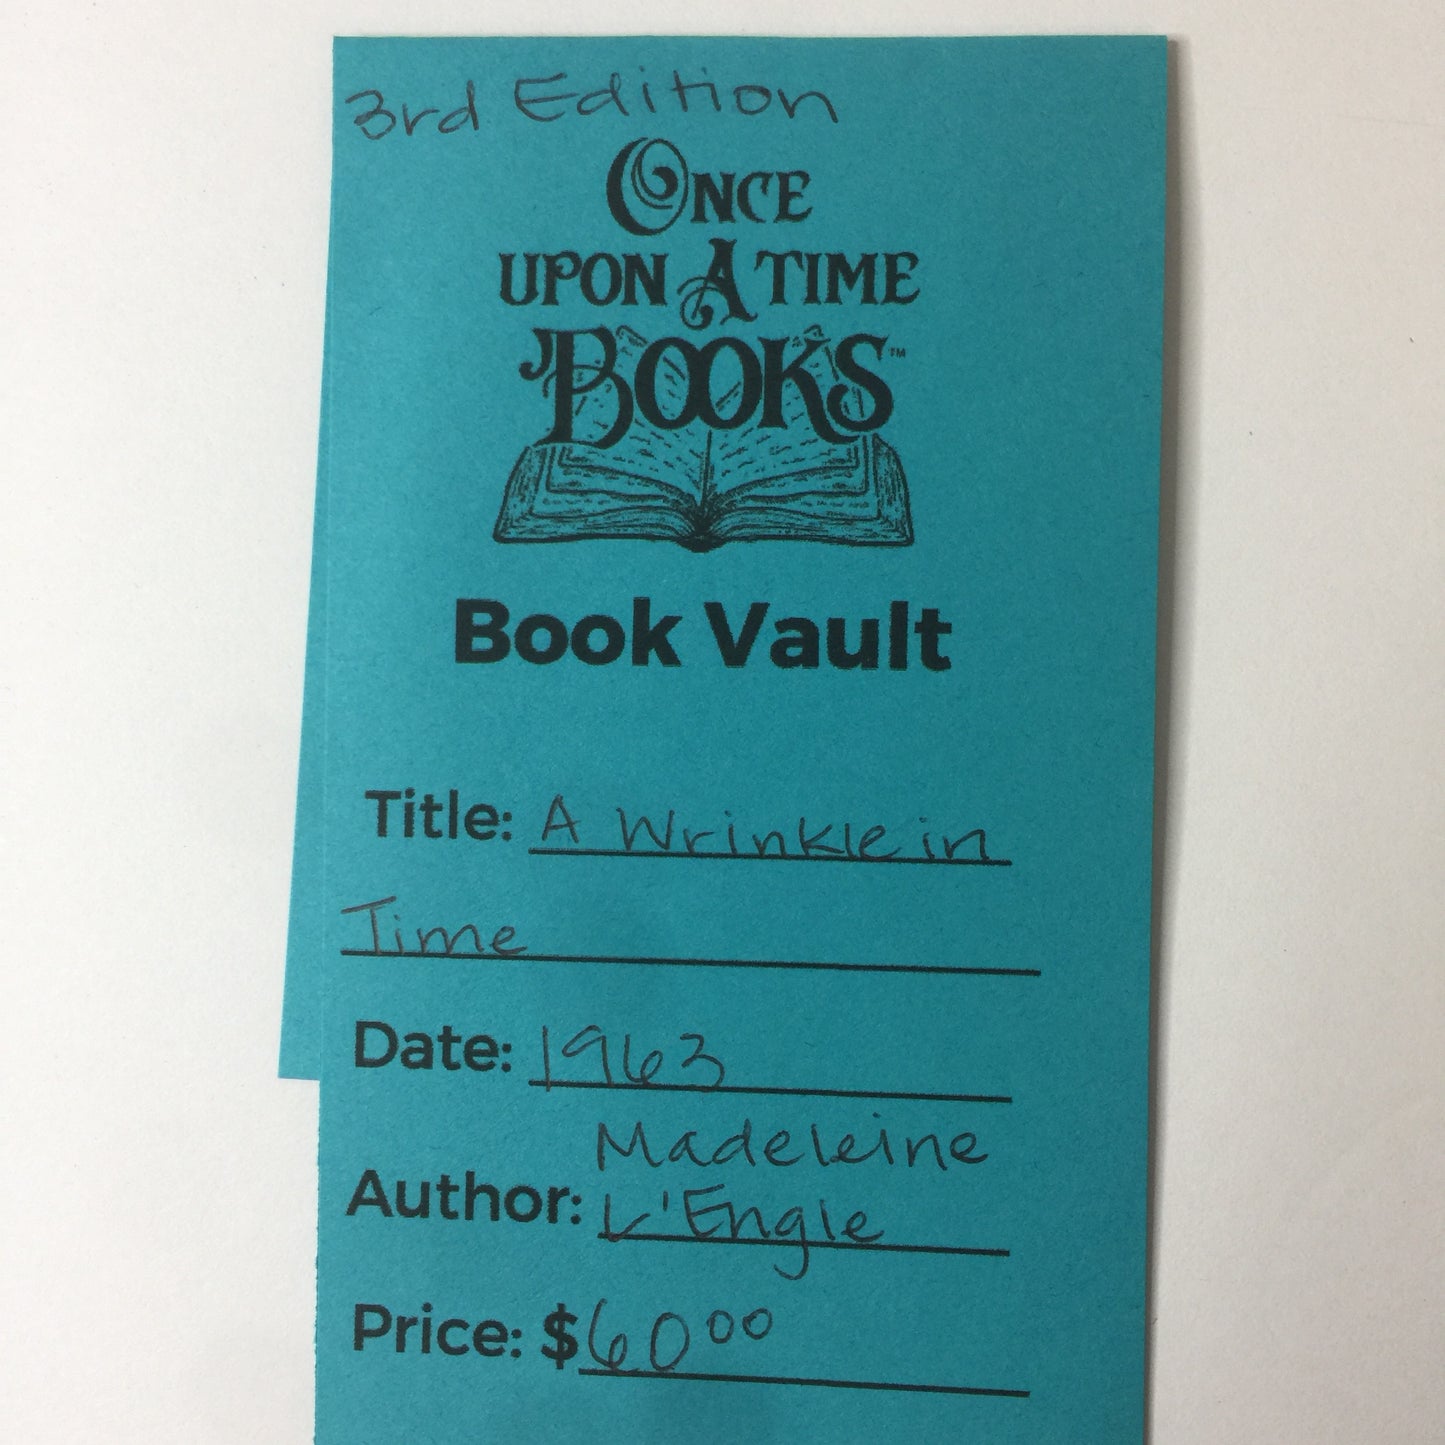 3rd Edition
ONCE
UPON A TIME
BOOKS™
Book Vault
Title: A Wrinkle in
Time
Date: 1963
Madeleine
Author: L'Engle
Price: $60 00